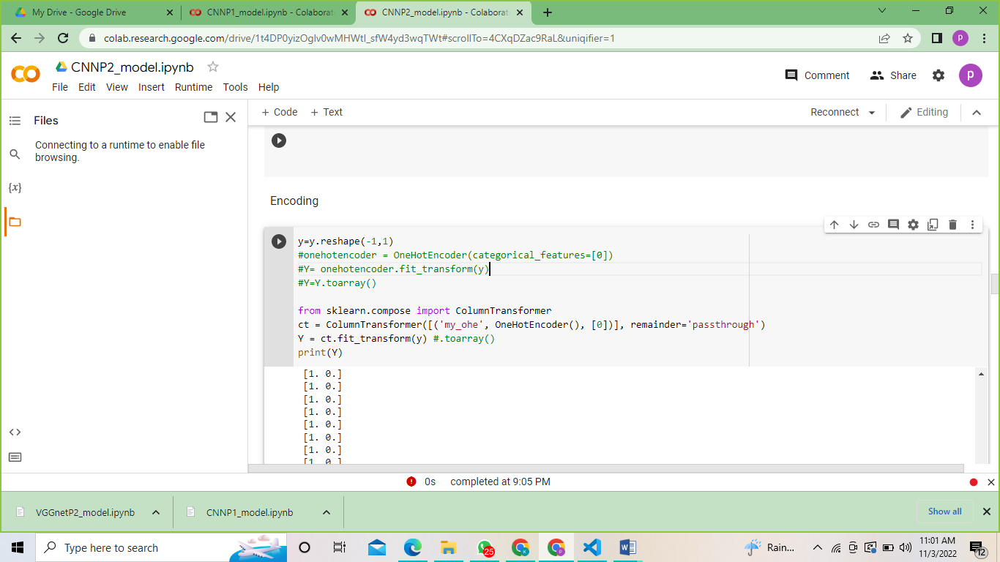 My Drive - Google Drive
CNNP1_model.ipynb - Colaborat
CNNP2_model.ipynb - Colaborat
colab.research.google.com/drive/1t4DP0yizOglv0wMHWtI_sfW4yd3wqTWt#scrollTo=4CXqDZac9RaL&uniqifier=1
P
CO
CNNP2_model.ipynb
File Edit View Insert Runtime Tools Help
Comment
Share
p
Files
+ Code + Text
Reconnect
Editing
Connecting to a runtime to enable file
browsing.
{x}
Encoding
y=y.reshape(-1,1)
#onehotencoder = OneHotEncoder(categorical_features=[0])
#Y= onehotencoder.fit_transform(y)
#Y=Y.toarray()
from sklearn.compose import ColumnTransformer
ct = ColumnTransformer([('my_ohe', OneHotEncoder(), [0])], remainder='passthrough')
Y = ct.fit_transform(y) #.toarray()
print(Y)
[1. 0.]
[1. 0.]
[1. 0.]
[1. 0.]
[1. 0.]
[1. 0.]
[1. 0.]
[1. 0.]
0s completed at 9:05 PM
VGGnetP2_model.ipynb
CNNP1_model.ipynb
Show all
Type here to search
25
K
P
Rain...
11:01 AM
11/3/2022
12